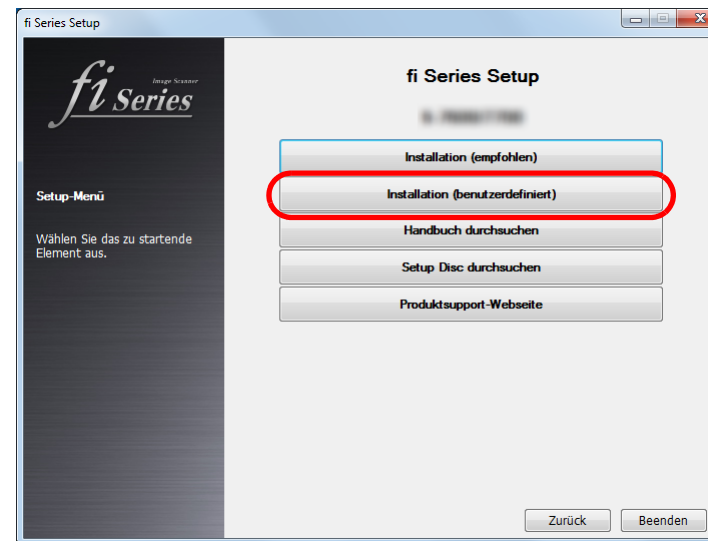 fi Series Setup
Image Scanner
fi Series
Setup-Menü
Wählen Sie das zu startende
Element aus.
fi Series Setup
Installation (empfohlen)
Installation (benutzerdefiniert)
Handbuch durchsuchen
Setup Disc durchsuchen
Produktsupport-Webseite
Zurück
Beenden